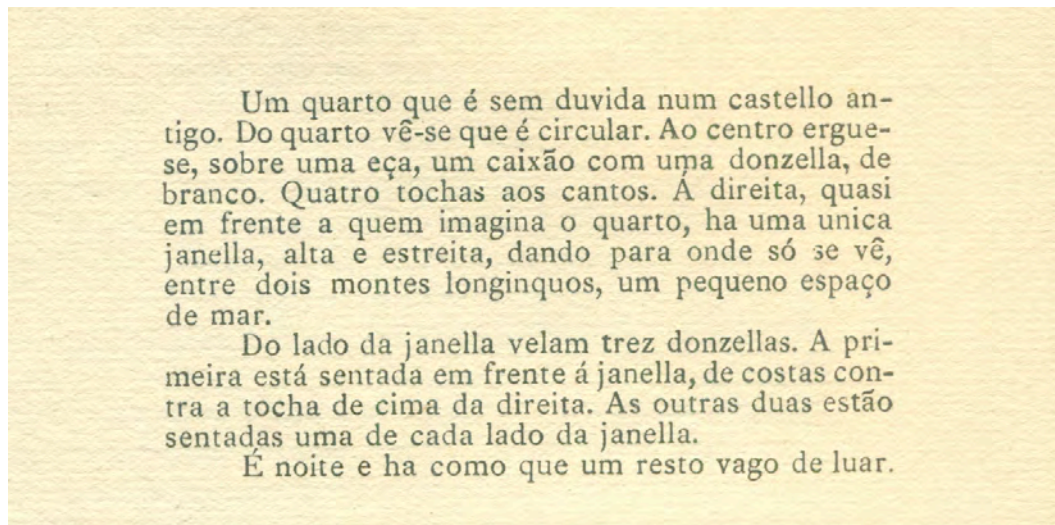 Um quarto que é sem duvida num castello an-
tigo. Do quarto vê-se que é circular. Ao centro ergue-
se, sobre uma eça, um caixão com uma donzella, de
branco. Quatro tochas aos cantos. Á direita, quasi
em frente a quem imagina o quarto, ha uma unica
janella, alta e estreita, dando para onde só se vê,
entre dois montes longinquos, um pequeno espaço
de mar.
Do lado da janella velam trez donzellas. A pri-
meira está sentada em frente á janella, de costas con-
tra a tocha de cima da direita. As outras duas estão
sentadas uma de cada lado da janella.
É noite e ha como que um resto vago de luar.